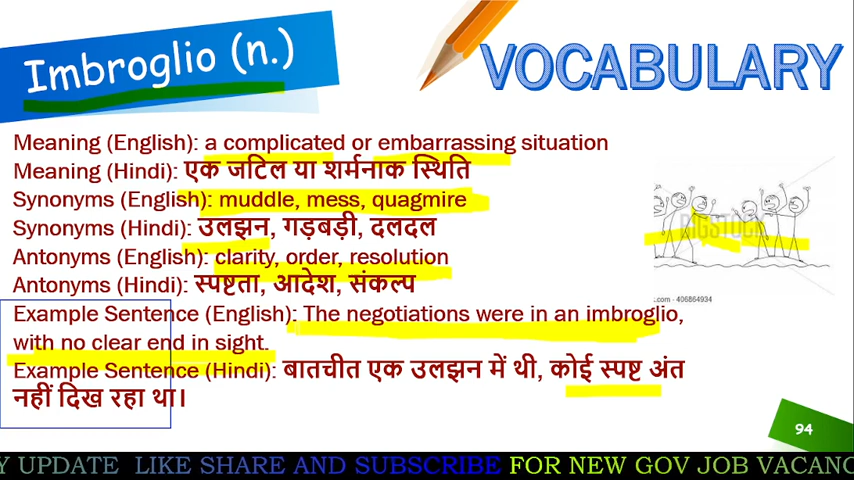 Imbroglio (n.)
VOCABULARY
Meaning (English): a complicated or embarrassing situation
Meaning (Hindi): एक जटिल या शर्मनाक स्थिति
Synonyms (English): muddle, mess, quagmire
Synonyms (Hindi): उलझन, गड़बड़ी, दलदल
Antonyms (English): clarity, order, resolution
Antonyms (Hindi): स्पष्टता, आदेश, संकल्प
Example Sentence (English): The negotiations were in an imbroglio,
with no clear end in sight.
Example Sentence (Hindi): बातचीत एक उलझन में थी, कोई स्पष्ट अंत
नहीं दिख रहा था।
BIGSTOCK
.com - 406864934
94
Y UPDATE LIKE SHARE AND SUBSCRIBE FOR NEW GOV JOB VACANC